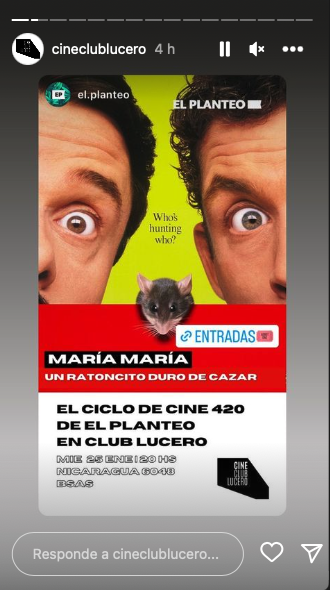 cineclublucero 4 h
EP
el.planteo
EL PLANTEO
Who's
hunting
who?
ENTRADAS
MARÍA MARÍA
UN RATONCITO DURO DE CAZAR
EL CICLO DE CINE 420
DE EL PLANTEO
EN CLUB LUCERO
MIE 25 ENE | 20 HS
NICARAGUA 6048
BSAS
CINE
CLUB
LUCERO
Responde a cineclublucero...